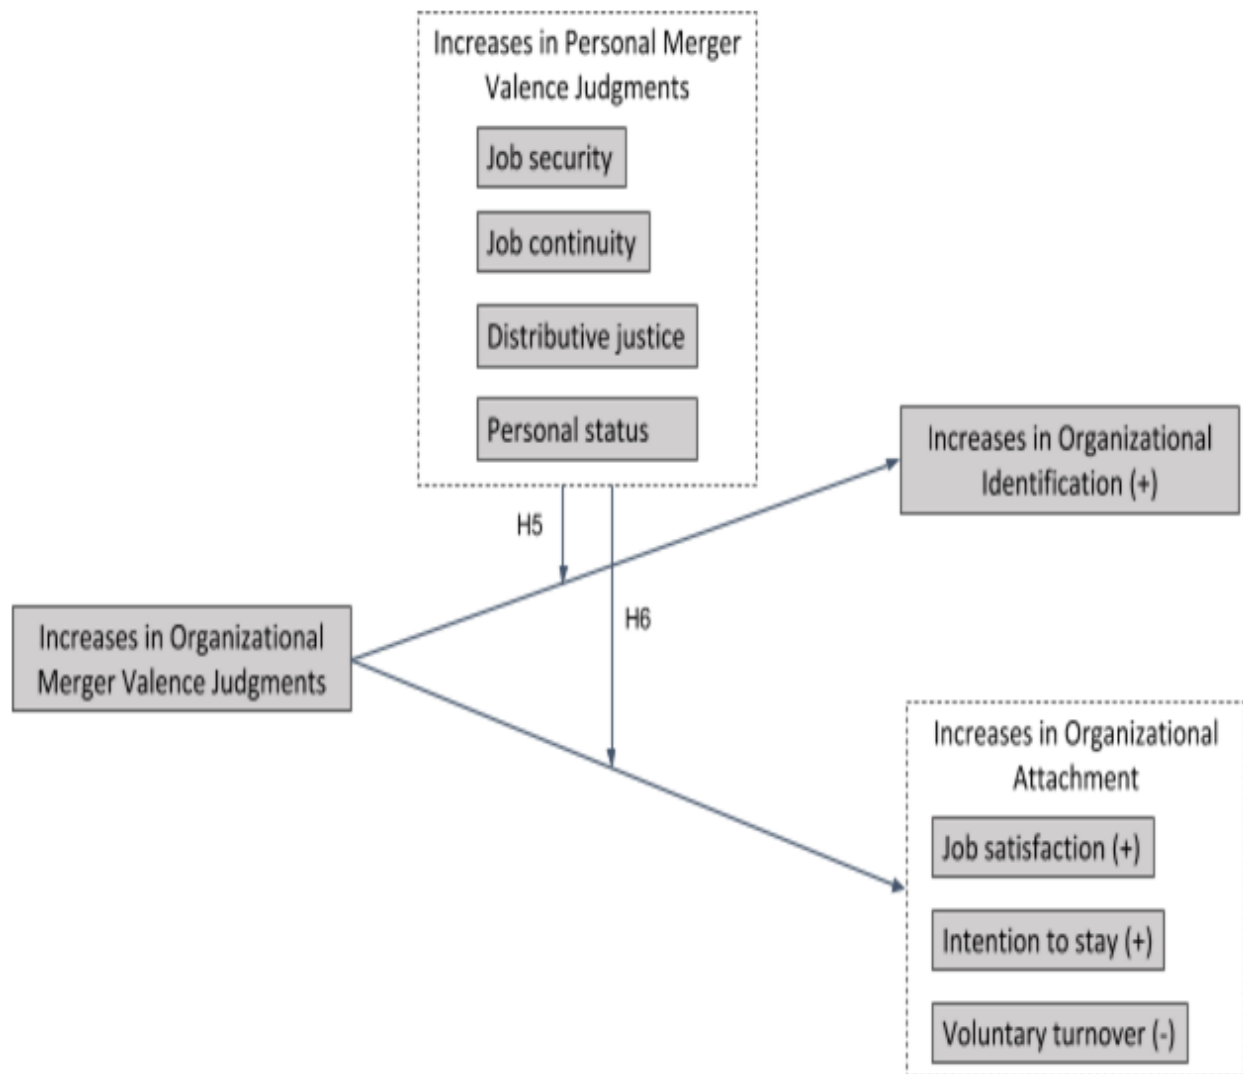 Increases in Personal Merger
Valence Judgments
Job security
Job continuity
Distributive justice
Personal status
H5
H6
Increases in Organizational
Merger Valence Judgments
Increases in Organizational
Identification (+)
Increases in Organizational
Attachment
Job satisfaction (+)
Intention to stay (+)
Voluntary turnover (-)